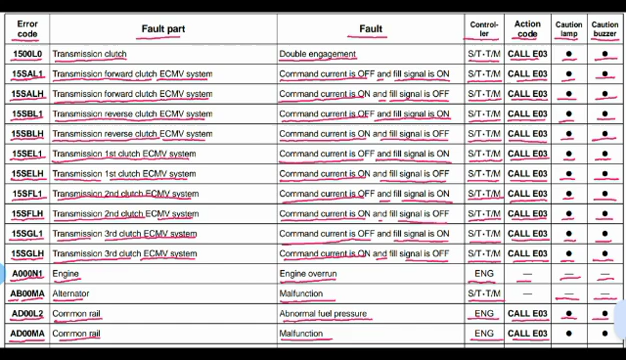 Error code | Fault part | Fault | Control-ler | Action code | Caution lamp | Caution buzzer
1500L0 | Transmission clutch | Double engagement | S/T・T/M | CALL E03 | ● | ●
15SAL1 | Transmission forward clutch ECMV system | Command current is OFF and fill signal is ON | S/T・T/M | CALL E03 | ● | ●
15SALH | Transmission forward clutch ECMV system | Command current is ON and fill signal is OFF | S/T・T/M | CALL E03 | ● | ●
15SBL1 | Transmission reverse clutch ECMV system | Command current is OFF and fill signal is ON | S/T・T/M | CALL E03 | ● | ●
15SBLH | Transmission reverse clutch ECMV system | Command current is ON and fill signal is OFF | S/T・T/M | CALL E03 | ● | ●
15SEL1 | Transmission 1st clutch ECMV system | Command current is OFF and fill signal is ON | S/T・T/M | CALL E03 | ● | ●
15SELH | Transmission 1st clutch ECMV system | Command current is ON and fill signal is OFF | S/T・T/M | CALL E03 | ● | ●
15SFL1 | Transmission 2nd clutch ECMV system | Command current is OFF and fill signal is ON | S/T・T/M | CALL E03 | ● | ●
15SFLH | Transmission 2nd clutch ECMV system | Command current is ON and fill signal is OFF | S/T・T/M | CALL E03 | ● | ●
15SGL1 | Transmission 3rd clutch ECMV system | Command current is OFF and fill signal is ON | S/T・T/M | CALL E03 | ● | ●
15SGLH | Transmission 3rd clutch ECMV system | Command current is ON and fill signal is OFF | S/T・T/M | CALL E03 | ● | ●
A000N1 | Engine | Engine overrun | ENG | — | — | —
AB00MA | Alternator | Malfunction | S/T・T/M | — | — | —
AD00L2 | Common rail | Abnormal fuel pressure | ENG | CALL E03 | ● | ●
AD00MA | Common rail | Malfunction | ENG | CALL E03 | ● | ●